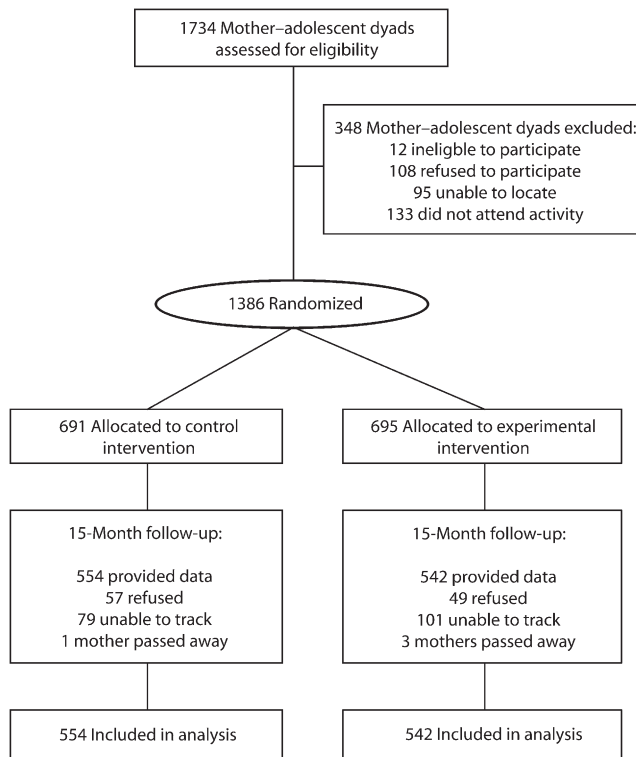 1734 Mother–adolescent dyads
assessed for eligibility
348 Mother–adolescent dyads excluded:
12 ineligble to participate
108 refused to participate
95 unable to locate
133 did not attend activity
1386 Randomized
691 Allocated to control
intervention
695 Allocated to experimental
intervention
15-Month follow-up:
554 provided data
57 refused
79 unable to track
1 mother passed away
15-Month follow-up:
542 provided data
49 refused
101 unable to track
3 mothers passed away
554 Included in analysis
542 Included in analysis